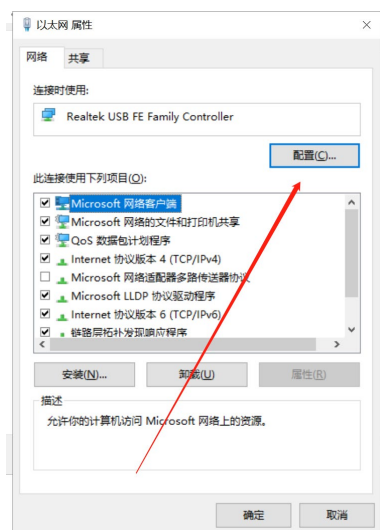 以太网 属性
网络
共享
连接时使用:
Realtek USB FE Family Controller
配置(C)...
此连接使用下列项目(O):
Microsoft 网络客户端
Microsoft 网络的文件和打印机共享
QoS 数据包计划程序
Internet 协议版本 4 (TCP/IPv4)
Microsoft 网络适配器多路传送器协议
Microsoft LLDP 协议驱动程序
Internet 协议版本 6 (TCP/IPv6)
链路层拓扑发现响应程序
安装(N)...
卸载(U)
属性(R)
描述
允许你的计算机访问 Microsoft 网络上的资源。
确定
取消